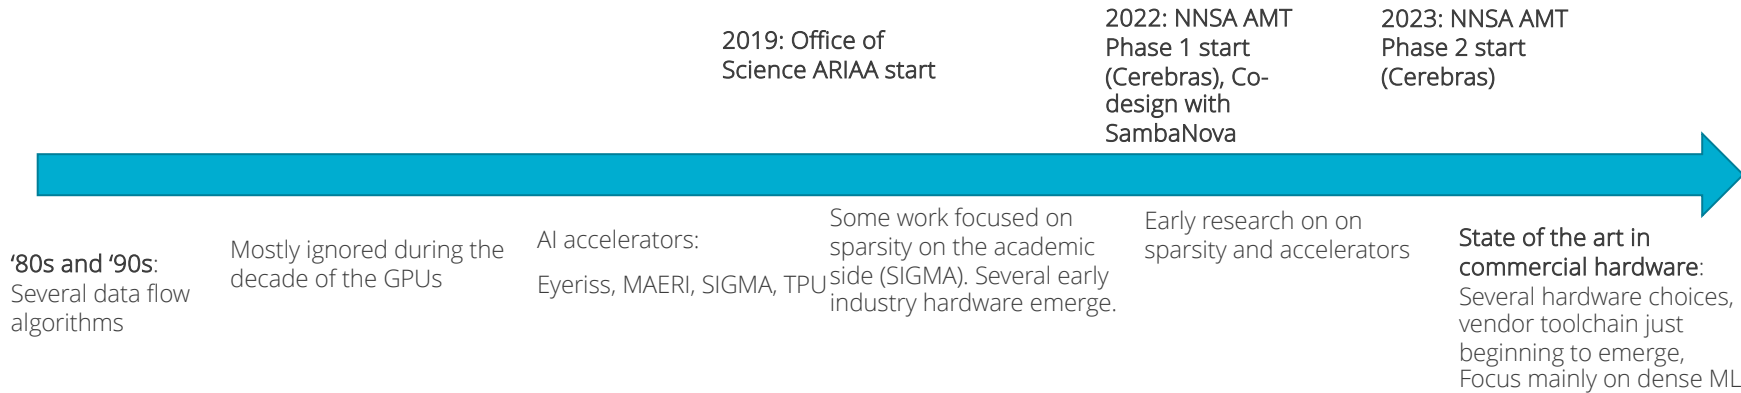 2019: Office of
Science ARIAA start
2022: NNSA AMT
Phase 1 start
(Cerebras), Co-
design with
SambaNova
2023: NNSA AMT
Phase 2 start
(Cerebras)
‘80s and ‘90s:
Several data flow
algorithms
Mostly ignored during the
decade of the GPUs
AI accelerators:
Eyeriss, MAERI, SIGMA, TPU
Some work focused on
sparsity on the academic
side (SIGMA). Several early
industry hardware emerge.
Early research on on
sparsity and accelerators
State of the art in
commercial hardware:
Several hardware choices,
vendor toolchain just
beginning to emerge,
Focus mainly on dense ML